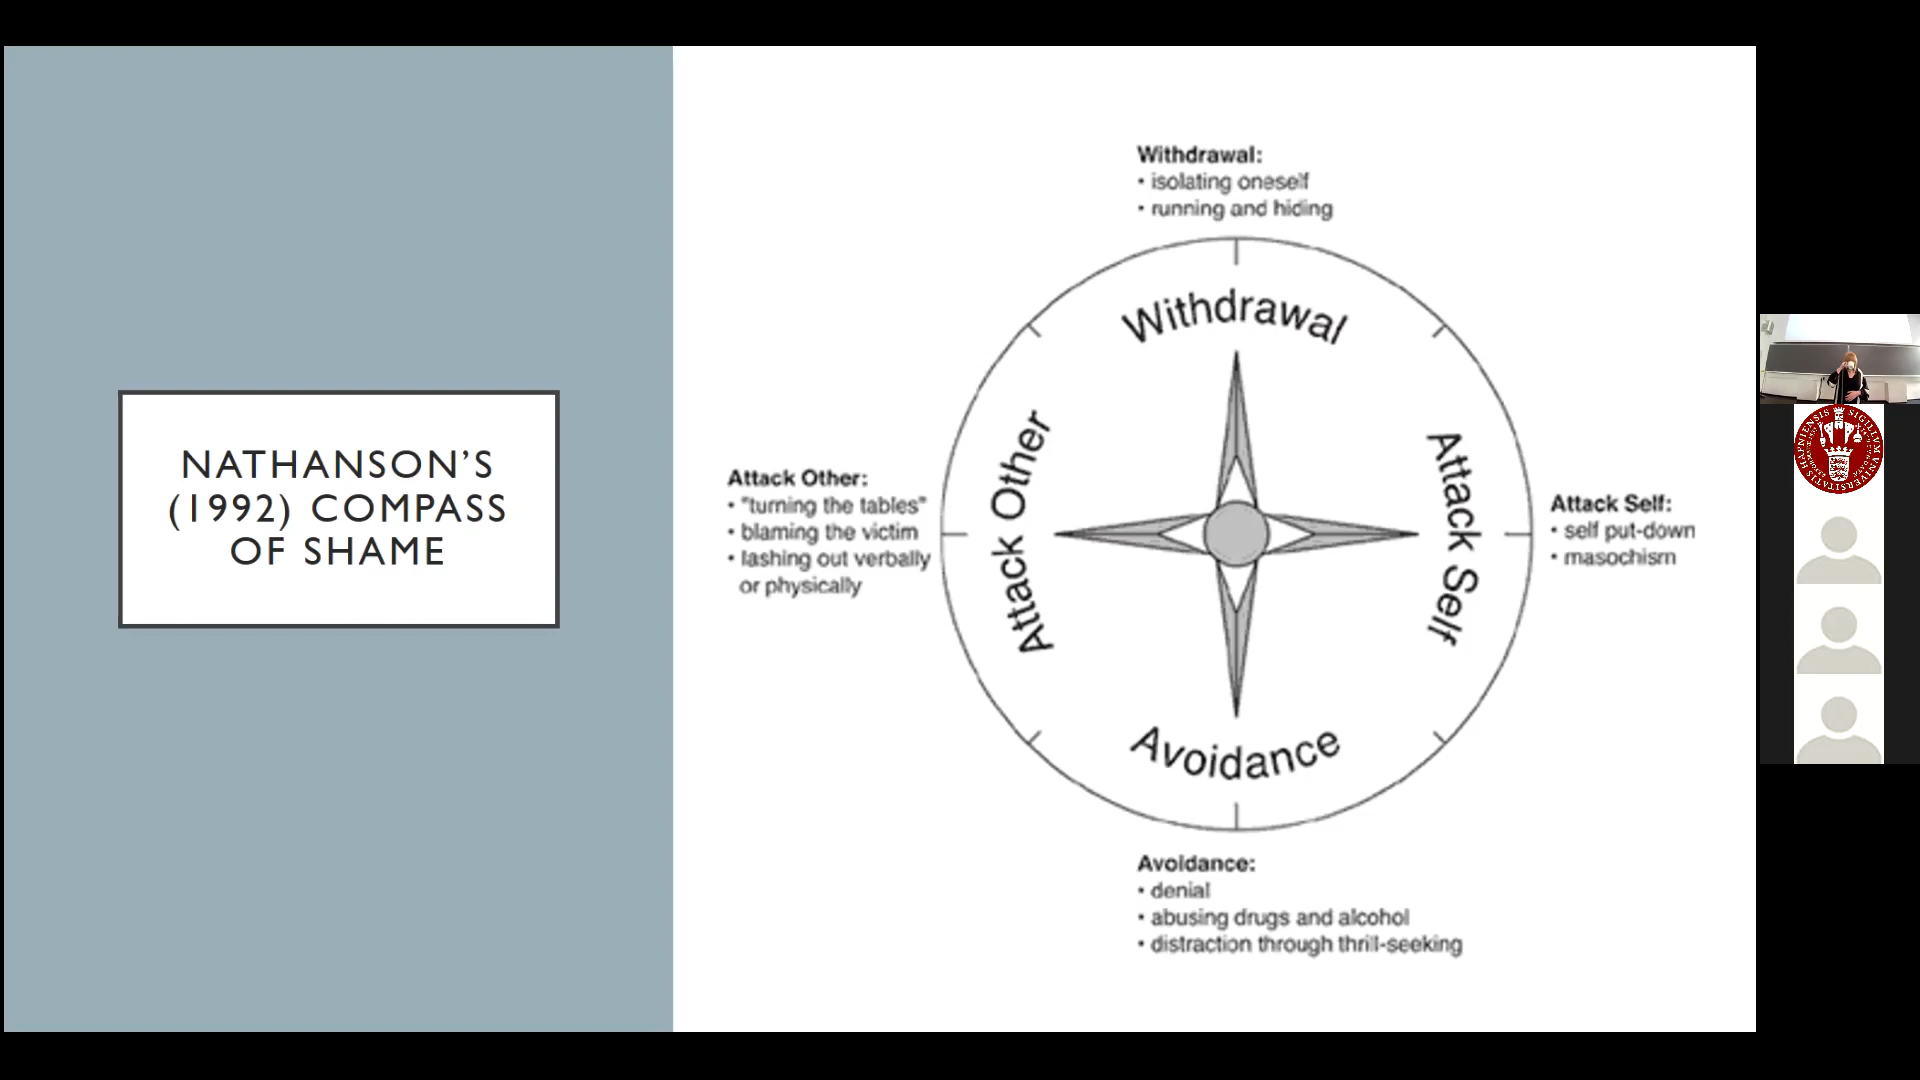 NATHANSON’S
(1992) COMPASS
OF SHAME
Withdrawal:
• isolating oneself
• running and hiding
Withdrawal
Attack Other:
• "turning the tables"
• blaming the victim
• lashing out verbally
or physically
Attack Other
Attack Self
Attack Self:
• self put-down
• masochism
Avoidance
Avoidance:
• denial
• abusing drugs and alcohol
• distraction through thrill-seeking